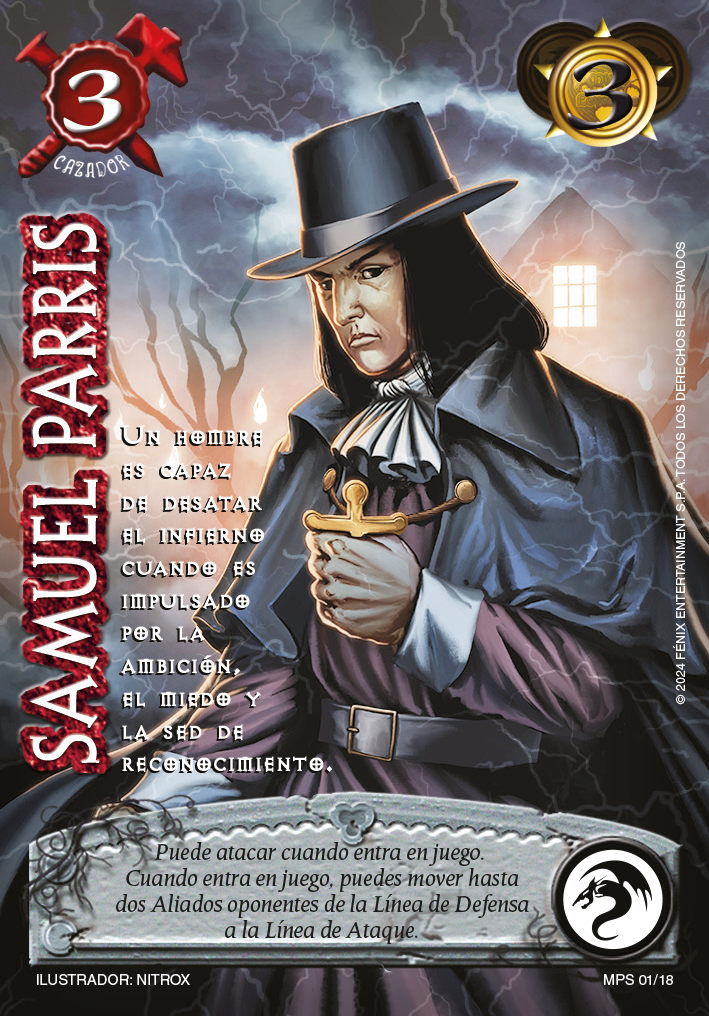 3
CAZADOR
3
SAMUEL PARRIS
Un hombre
es capaz
de desatar
el infierno
cuando es
impulsado
por la
ambición,
el miedo y
la sed de
reconocimiento.
© 2024 FÉNIX ENTERTAINMENT S.P.A. TODOS LOS DERECHOS RESERVADOS
Puede atacar cuando entra en juego.
Cuando entra en juego, puedes mover hasta
dos Aliados oponentes de la Línea de Defensa
a la Línea de Ataque.
ILUSTRADOR: NITROX
MPS 01/18